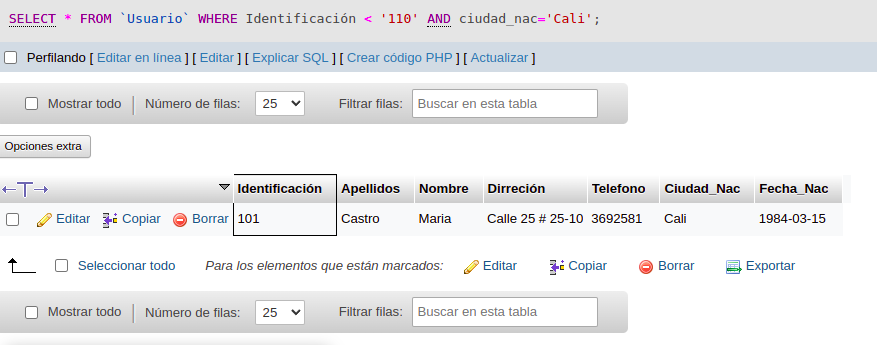 SELECT * FROM `Usuario` WHERE Identificación < '110' AND ciudad_nac='Cali';
Perfilando [ Editar en línea ] [ Editar ] [ Explicar SQL ] [ Crear código PHP ] [ Actualizar ]
Mostrar todo Número de filas: 25 Filtrar filas: Buscar en esta tabla
Opciones extra
Identificación Apellidos Nombre Dirreción Telefono Ciudad_Nac Fecha_Nac
Editar Copiar Borrar 101 Castro Maria Calle 25 # 25-10 3692581 Cali 1984-03-15
Seleccionar todo Para los elementos que están marcados: Editar Copiar Borrar Exportar
Mostrar todo Número de filas: 25 Filtrar filas: Buscar en esta tabla